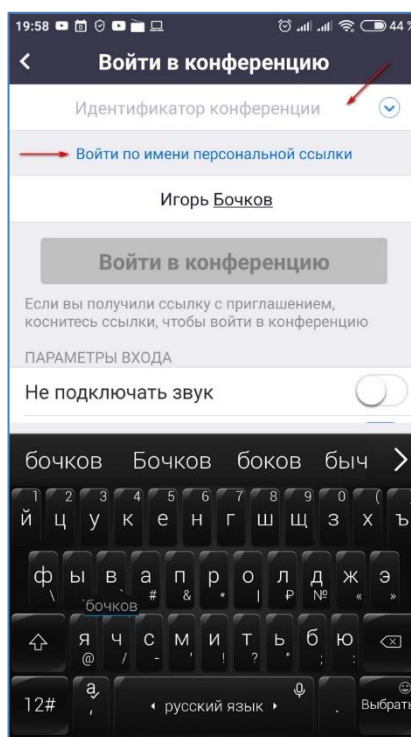 19:58 44 %
Войти в конференцию
Идентификатор конференции
Войти по имени персональной ссылки
Игорь Бочков
Войти в конференцию
Если вы получили ссылку с приглашением,
коснитесь ссылки, чтобы войти в конференцию
ПАРАМЕТРЫ ВХОДА
Не подключать звук
бочков Бочков боков быч
1 2 3 4 5 6 7 8 9 0 (
й ц у к е н г ш щ з х ъ
ф ы в а п р о л д ж э
\ # & * | ₽ № « »
бочков
я ч с м и т ь б ю
@ / - ' ! ? " ; :
12# , русский язык . Выбрать